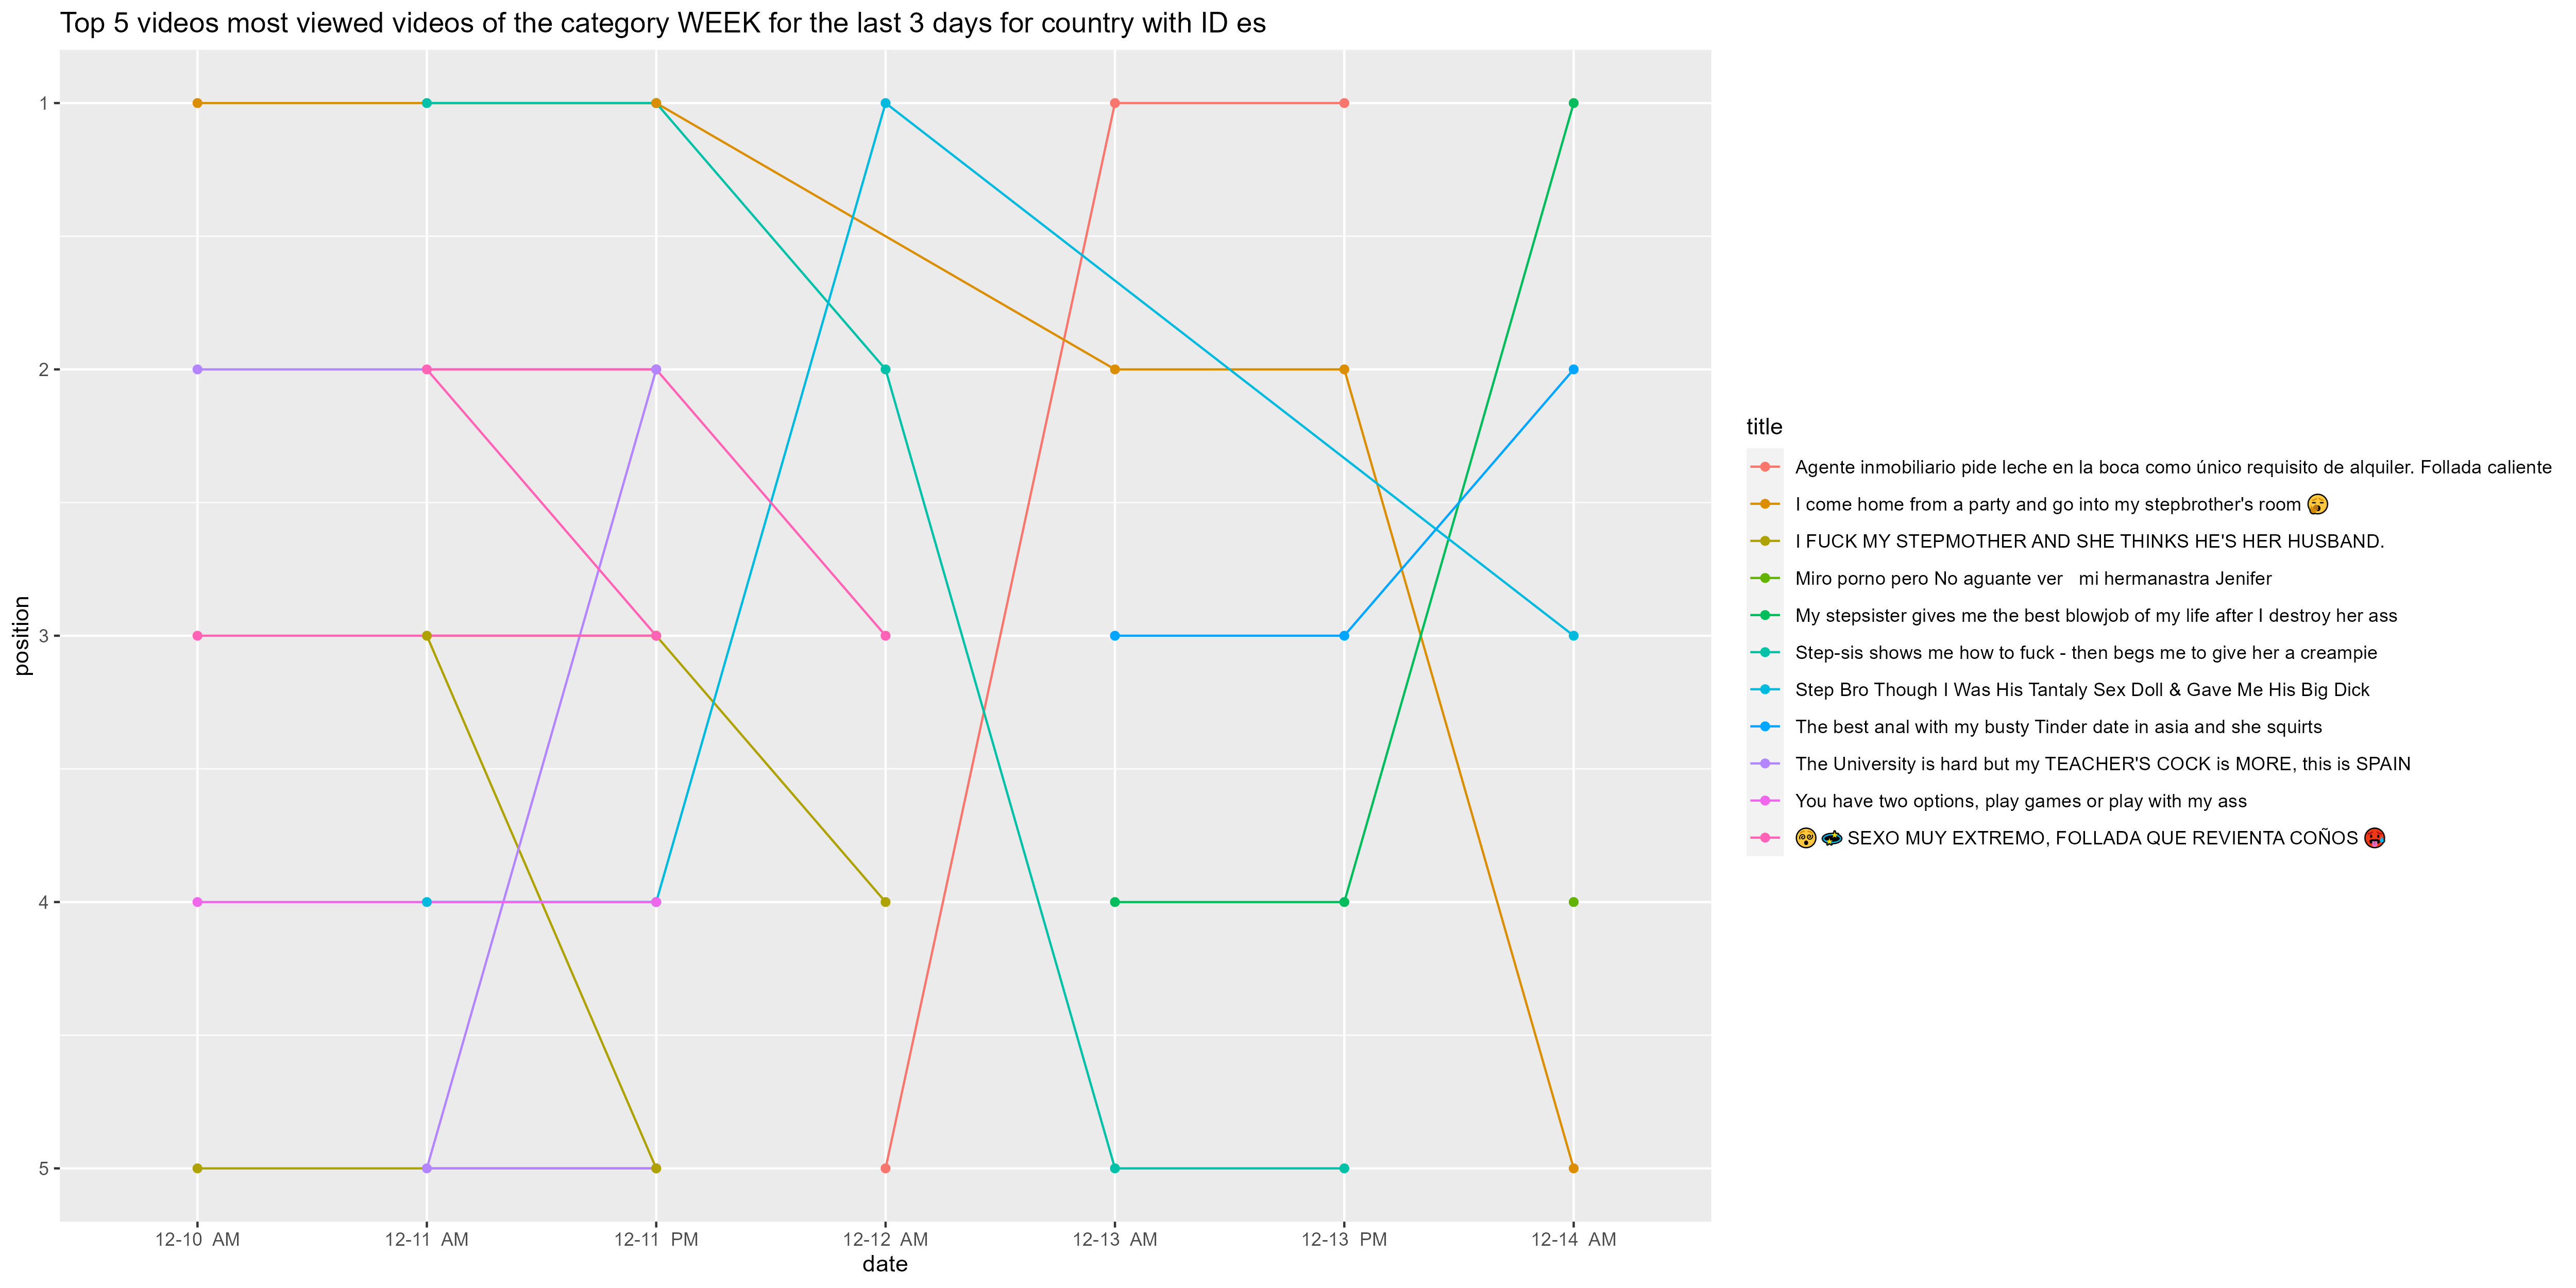 Top 5 videos most viewed videos of the category WEEK for the last 3 days for country with ID es
position
1
2
3
4
5
12-10 AM
12-11 AM
12-11 PM
12-12 AM
12-13 AM
12-13 PM
12-14 AM
date
title
Agente inmobiliario pide leche en la boca como único requisito de alquiler. Follada caliente
I come home from a party and go into my stepbrother's room 🥱
I FUCK MY STEPMOTHER AND SHE THINKS HE'S HER HUSBAND.
Miro porno pero No aguante ver   mi hermanastra Jenifer
My stepsister gives me the best blowjob of my life after I destroy her ass
Step-sis shows me how to fuck - then begs me to give her a creampie
Step Bro Though I Was His Tantaly Sex Doll & Gave Me His Big Dick
The best anal with my busty Tinder date in asia and she squirts
The University is hard but my TEACHER'S COCK is MORE, this is SPAIN
You have two options, play games or play with my ass
😵‍💫 SEXO MUY EXTREMO, FOLLADA QUE REVIENTA COÑOS 🥵